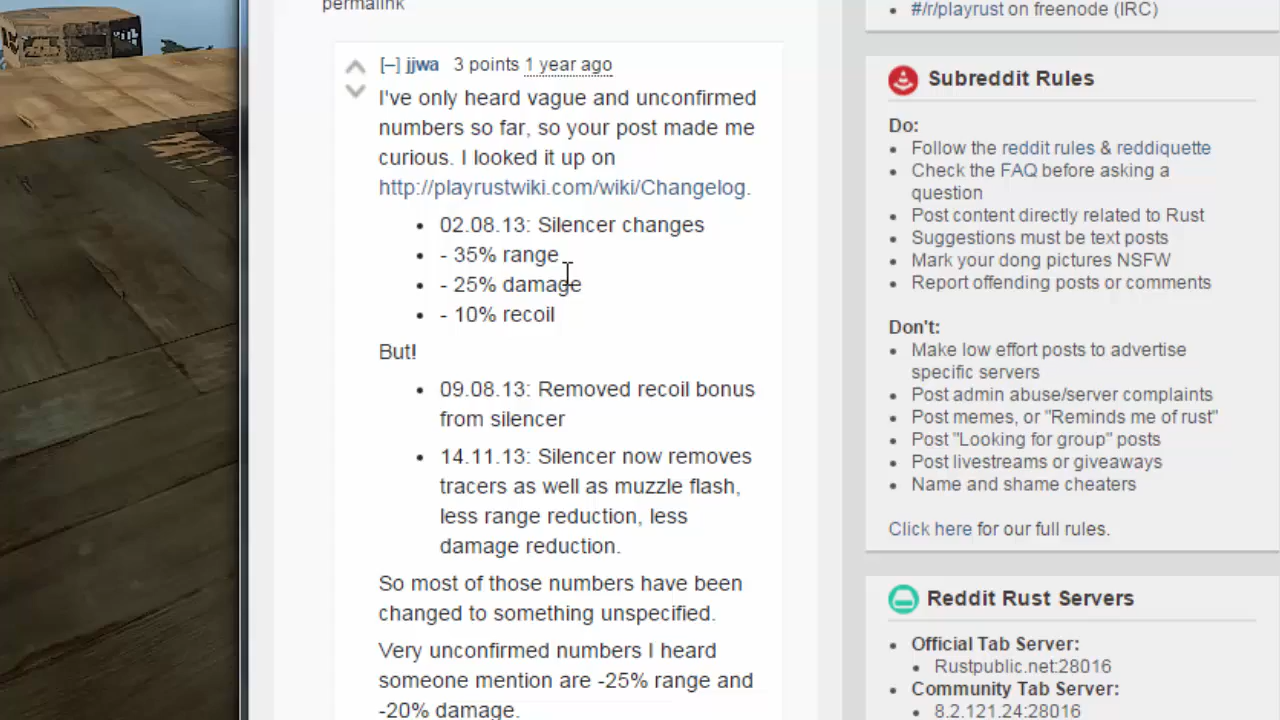 permalink
[–] jjwa 3 points 1 year ago
I've only heard vague and unconfirmed
numbers so far, so your post made me
curious. I looked it up on
http://playrustwiki.com/wiki/Changelog.
• 02.08.13: Silencer changes
• - 35% range
• - 25% damage
• - 10% recoil
But!
• 09.08.13: Removed recoil bonus
from silencer
• 14.11.13: Silencer now removes
tracers as well as muzzle flash,
less range reduction, less
damage reduction.
So most of those numbers have been
changed to something unspecified.
Very unconfirmed numbers I heard
someone mention are -25% range and
-20% damage.
• #/r/playrust on freenode (IRC)
Subreddit Rules
Do:
• Follow the reddit rules & reddiquette
• Check the FAQ before asking a
question
• Post content directly related to Rust
• Suggestions must be text posts
• Mark your dong pictures NSFW
• Report offending posts or comments
Don't:
• Make low effort posts to advertise
specific servers
• Post admin abuse/server complaints
• Post memes, or "Reminds me of rust"
• Post "Looking for group" posts
• Post livestreams or giveaways
• Name and shame cheaters
Click here for our full rules.
Reddit Rust Servers
• Official Tab Server:
• Rustpublic.net:28016
• Community Tab Server:
• 8.2.121.24:28016